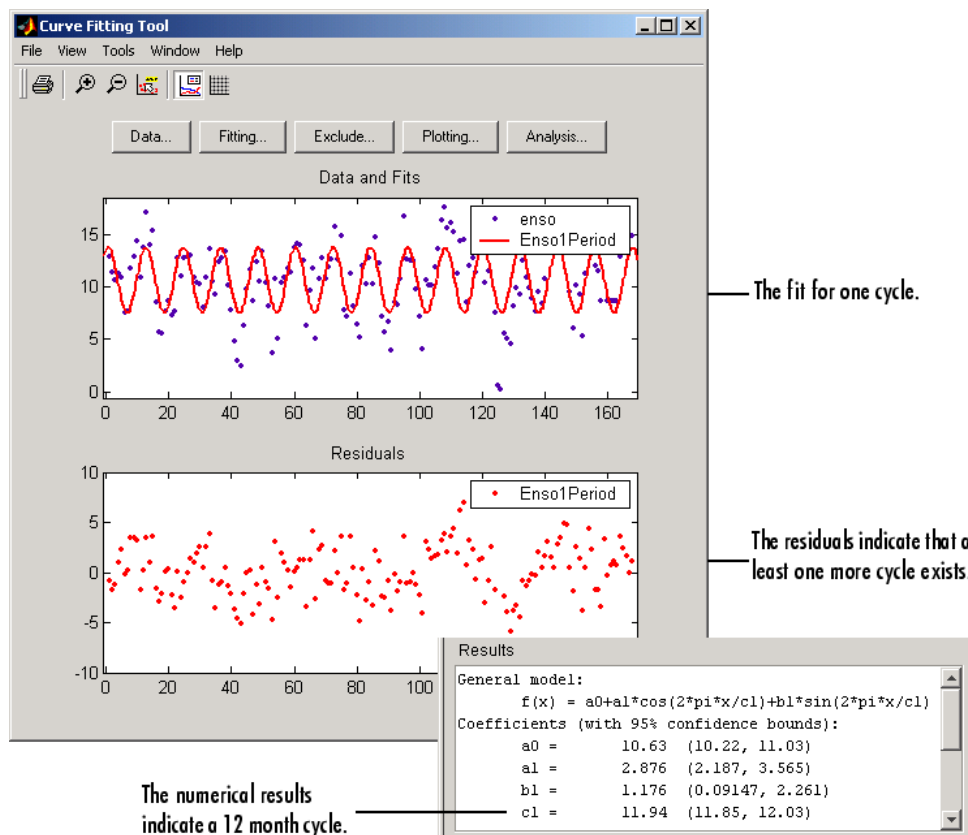 Curve Fitting Tool
File View Tools Window Help
Data... Fitting... Exclude... Plotting... Analysis...
Data and Fits
enso
Enso1Period
15
10
5
0
0 20 40 60 80 100 120 140 160
The fit for one cycle.
Residuals
Enso1Period
10
5
0
-5
-10
0 20 40 60 80 100
The residuals indicate that a
least one more cycle exists.
Results
General model:
f(x) = a0+a1*cos(2*pi*x/c1)+b1*sin(2*pi*x/c1)
Coefficients (with 95% confidence bounds):
a0 = 10.63 (10.22, 11.03)
a1 = 2.876 (2.187, 3.565)
b1 = 1.176 (0.09147, 2.261)
c1 = 11.94 (11.85, 12.03)
The numerical results
indicate a 12 month cycle.